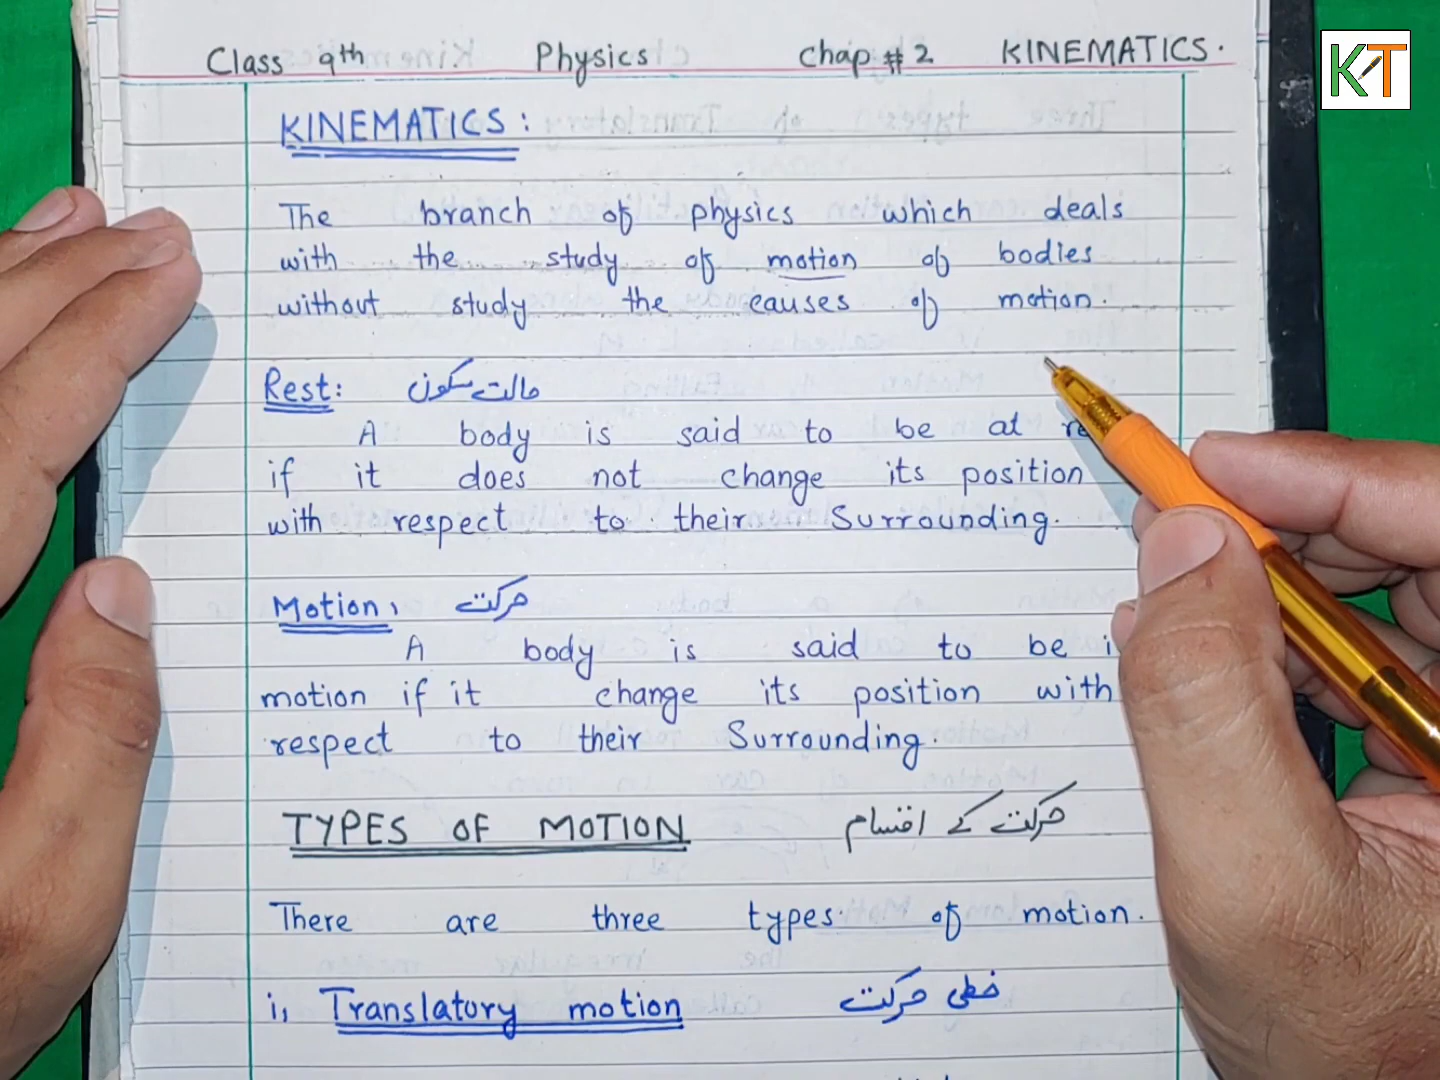 Class 9th Physics Chap # 2 KINEMATICS.
KT
KINEMATICS:
The branch of physics which deals
with the study of motion of bodies
without study the causes of motion.
Rest: حالت سکون
A body is said to be at re
if it does not change its position
with respect to their Surrounding.
Motion, حرکت
A body is said to be i
motion if it change its position with
respect to their Surrounding.
TYPES OF MOTION حرکت کے اقسام
There are three types of motion.
i, Translatory motion خطی حرکت